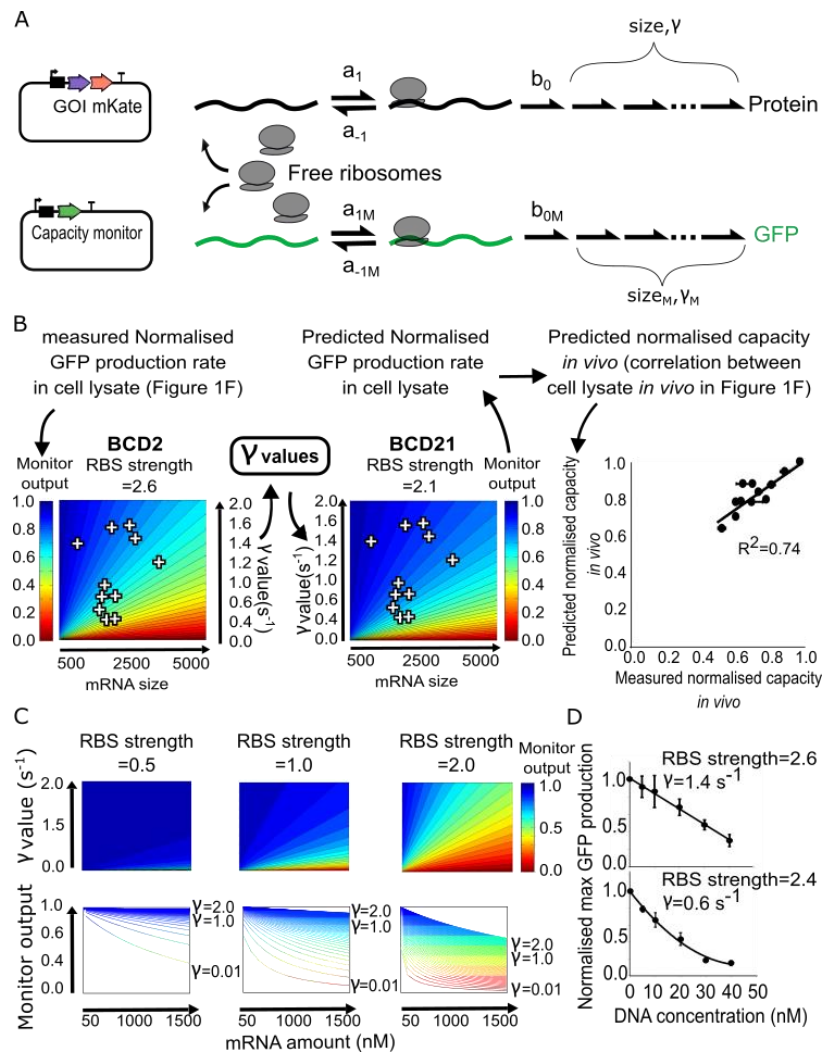 A
GOI mKate
a1
a-1
b0
size,γ
Protein
Free ribosomes
Capacity monitor
a1M
a-1M
b0M
GFP
sizeM,γM
B
measured Normalised
GFP production rate
in cell lysate (Figure 1F)
Predicted Normalised
GFP production rate
in cell lysate
Predicted normalised capacity
in vivo (correlation between
cell lysate in vivo in Figure 1F)
Monitor
output
1.0
0.8
0.6
0.4
0.2
0.0
BCD2
RBS strength
=2.6
500 2500 5000
mRNA size
2.0
1.8
1.6
1.4
1.2
1.0
0.6
0.4
0.0
γ value(s-1)
γ values
γ value(s-1)
2.0
1.8
1.6
1.4
1.2
1.0
0.6
0.4
0.0
BCD21
RBS strength
=2.1
500 2500 5000
mRNA size
Monitor
output
1.0
0.8
0.6
0.4
0.2
0.0
Predicted normalised capacity
in vivo
1.0
0.8
0.6
0.4
0.2
0.0
R2=0.74
0.0 0.2 0.4 0.6 0.8 1.0
Measured normalised capacity
in vivo
C
RBS strength
=0.5
RBS strength
=1.0
RBS strength
=2.0
Monitor
output
1.0
0.5
0
γ value (s-1)
2.0
1.0
0.0
Monitor output
1.0
0.8
0.4
0.0
γ=2.0
γ=1.0
γ=0.01
γ=2.0
γ=1.0
γ=0.01
γ=2.0
γ=1.0
γ=0.01
50 1000 1500
50 1000 1500
50 1000 1500
mRNA amount (nM)
D
Normalised max GFP production
RBS strength=2.6
γ=1.4 s-1
1.0
0.5
0
RBS strength=2.4
γ=0.6 s-1
1.0
0.5
0
0 10 20 30 40 50
DNA concentration (nM)